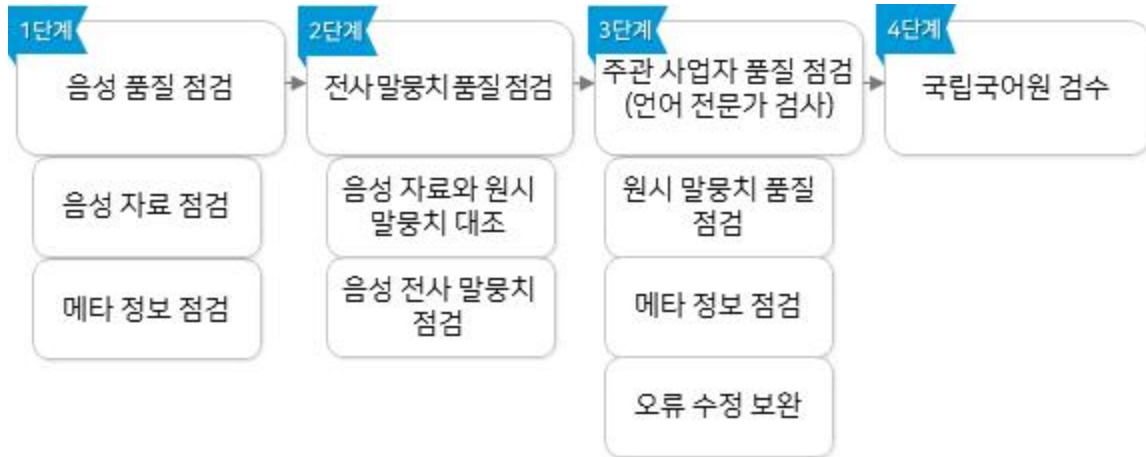 1단계
음성 품질 점검
음성 자료 점검
메타 정보 점검
2단계
전사말뭉치 품질 점검
음성 자료와 원시
말뭉치 대조
음성 전사 말뭉치
점검
3단계
주관 사업자 품질 점검
(언어 전문가 검사)
원시 말뭉치 품질
점검
메타 정보 점검
오류 수정 보완
4단계
국립국어원 검수